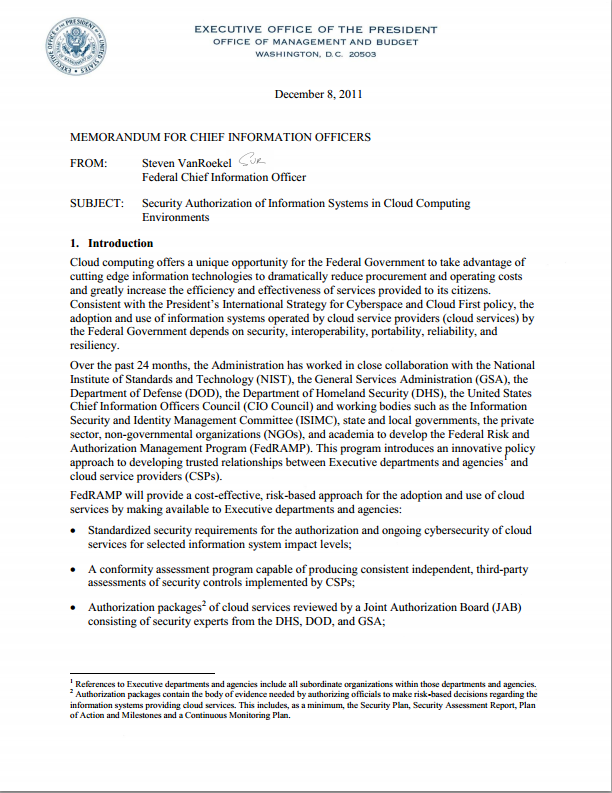 EXECUTIVE OFFICE OF THE PRESIDENT
OFFICE OF MANAGEMENT AND BUDGET
WASHINGTON, D.C. 20503
December 8, 2011
MEMORANDUM FOR CHIEF INFORMATION OFFICERS
FROM: Steven VanRoekel
Federal Chief Information Officer
SUBJECT: Security Authorization of Information Systems in Cloud Computing
Environments
1. Introduction
Cloud computing offers a unique opportunity for the Federal Government to take advantage of
cutting edge information technologies to dramatically reduce procurement and operating costs
and greatly increase the efficiency and effectiveness of services provided to its citizens.
Consistent with the President's International Strategy for Cyberspace and Cloud First policy, the
adoption and use of information systems operated by cloud service providers (cloud services) by
the Federal Government depends on security, interoperability, portability, reliability, and
resiliency.
Over the past 24 months, the Administration has worked in close collaboration with the National
Institute of Standards and Technology (NIST), the General Services Administration (GSA), the
Department of Defense (DOD), the Department of Homeland Security (DHS), the United States
Chief Information Officers Council (CIO Council) and working bodies such as the Information
Security and Identity Management Committee (ISIMC), state and local governments, the private
sector, non-governmental organizations (NGOs), and academia to develop the Federal Risk and
Authorization Management Program (FedRAMP). This program introduces an innovative policy
approach to developing trusted relationships between Executive departments and agencies¹ and
cloud service providers (CSPs).
FedRAMP will provide a cost-effective, risk-based approach for the adoption and use of cloud
services by making available to Executive departments and agencies:
• Standardized security requirements for the authorization and ongoing cybersecurity of cloud
services for selected information system impact levels;
• A conformity assessment program capable of producing consistent independent, third-party
assessments of security controls implemented by CSPs;
• Authorization packages² of cloud services reviewed by a Joint Authorization Board (JAB)
consisting of security experts from the DHS, DOD, and GSA;
¹ References to Executive departments and agencies include all subordinate organizations within those departments and agencies.
² Authorization packages contain the body of evidence needed by authorizing officials to make risk-based decisions regarding the
information systems providing cloud services. This includes, as a minimum, the Security Plan, Security Assessment Report, Plan
of Action and Milestones and a Continuous Monitoring Plan.